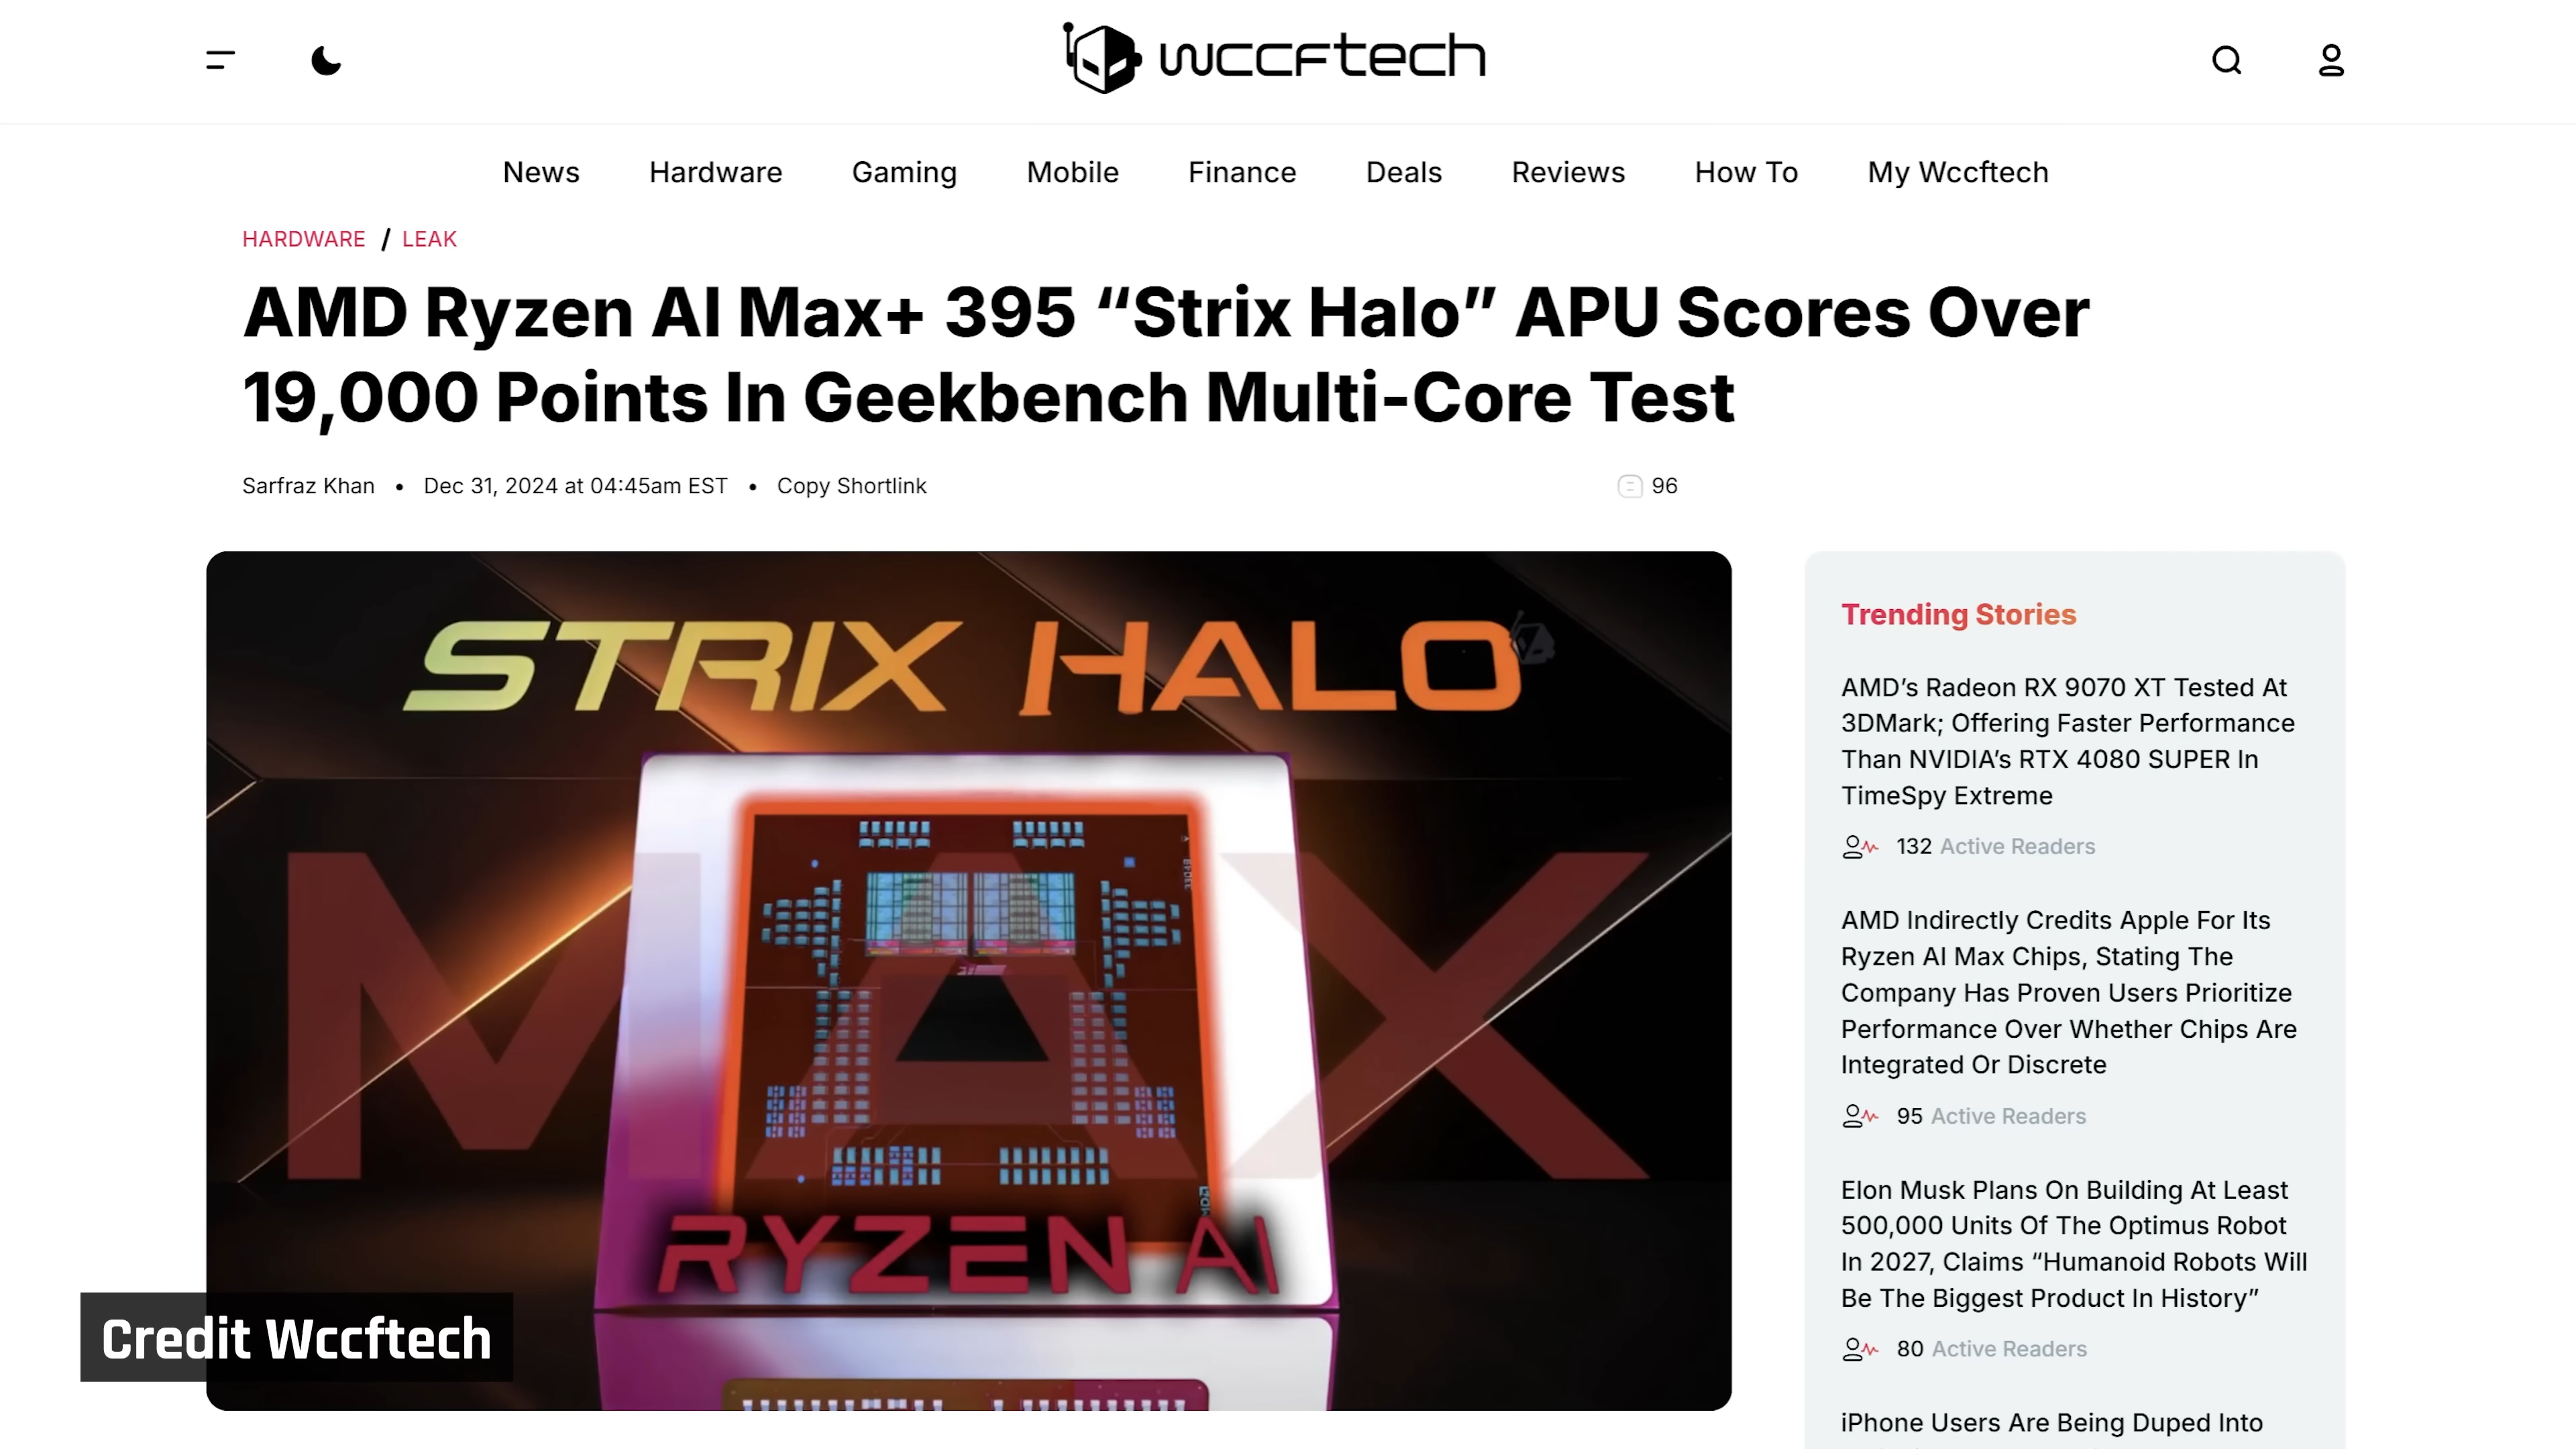 wccftech
News Hardware Gaming Mobile Finance Deals Reviews How To My Wccftech
HARDWARE / LEAK
AMD Ryzen AI Max+ 395 “Strix Halo” APU Scores Over
19,000 Points In Geekbench Multi-Core Test
Sarfraz Khan • Dec 31, 2024 at 04:45am EST • Copy Shortlink
96
STRIX HALO
MAX
RYZEN AI
Credit Wccftech
Trending Stories
AMD’s Radeon RX 9070 XT Tested At
3DMark; Offering Faster Performance
Than NVIDIA’s RTX 4080 SUPER In
TimeSpy Extreme
132 Active Readers
AMD Indirectly Credits Apple For Its
Ryzen AI Max Chips, Stating The
Company Has Proven Users Prioritize
Performance Over Whether Chips Are
Integrated Or Discrete
95 Active Readers
Elon Musk Plans On Building At Least
500,000 Units Of The Optimus Robot
In 2027, Claims “Humanoid Robots Will
Be The Biggest Product In History”
80 Active Readers
iPhone Users Are Being Duped Into